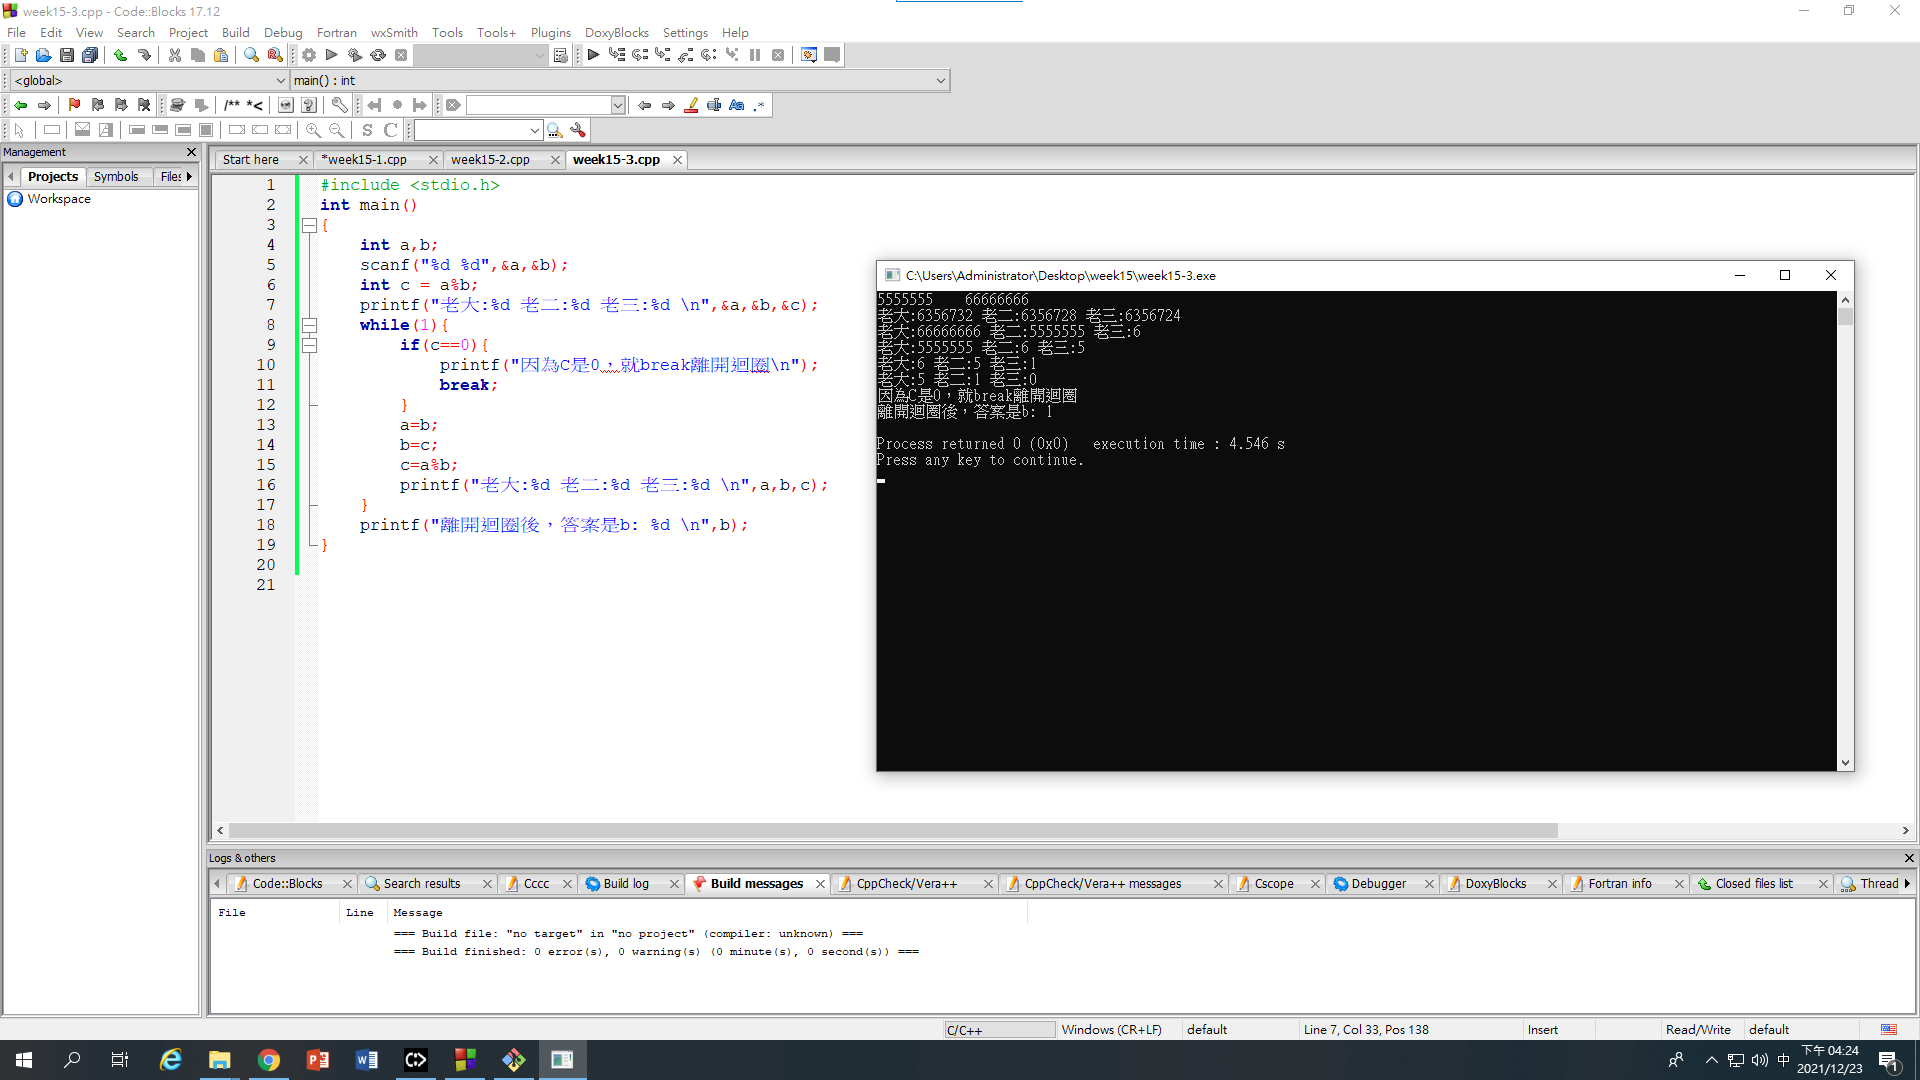 week15-3.cpp - Code::Blocks 17.12
File Edit View Search Project Build Debug Fortran wxSmith Tools Tools+ Plugins DoxyBlocks Settings Help
<global> main() : int
/** *<
Aa .*
S C
Management
Projects Symbols Files
Workspace
Start here *week15-1.cpp week15-2.cpp week15-3.cpp
1 #include <stdio.h>
2 int main()
3 {
4 int a,b;
5 scanf("%d %d",&a,&b);
6 int c = a%b;
7 printf("老大:%d 老二:%d 老三:%d \n",&a,&b,&c);
8 while(1){
9 if(c==0){
10 printf("因為C是0，就break離開迴圈\n");
11 break;
12 }
13 a=b;
14 b=c;
15 c=a%b;
16 printf("老大:%d 老二:%d 老三:%d \n",a,b,c);
17 }
18 printf("離開迴圈後，答案是b: %d \n",b);
19 }
20
21
C:\Users\Administrator\Desktop\week15\week15-3.exe
5555555 66666666
老大:6356732 老二:6356728 老三:6356724
老大:66666666 老二:5555555 老三:6
老大:5555555 老二:6 老三:5
老大:6 老二:5 老三:1
老大:5 老二:1 老三:0
因為C是0，就break離開迴圈
離開迴圈後，答案是b: 1
Process returned 0 (0x0) execution time : 4.546 s
Press any key to continue.
Logs & others
Code::Blocks Search results Cccc Build log Build messages CppCheck/Vera++ CppCheck/Vera++ messages Cscope Debugger DoxyBlocks Fortran info Closed files list Thread
File Line Message
=== Build file: "no target" in "no project" (compiler: unknown) ===
=== Build finished: 0 error(s), 0 warning(s) (0 minute(s), 0 second(s)) ===
C/C++ Windows (CR+LF) default Line 7, Col 33, Pos 138 Insert Read/Write default
中 下午 04:24
2021/12/23
1